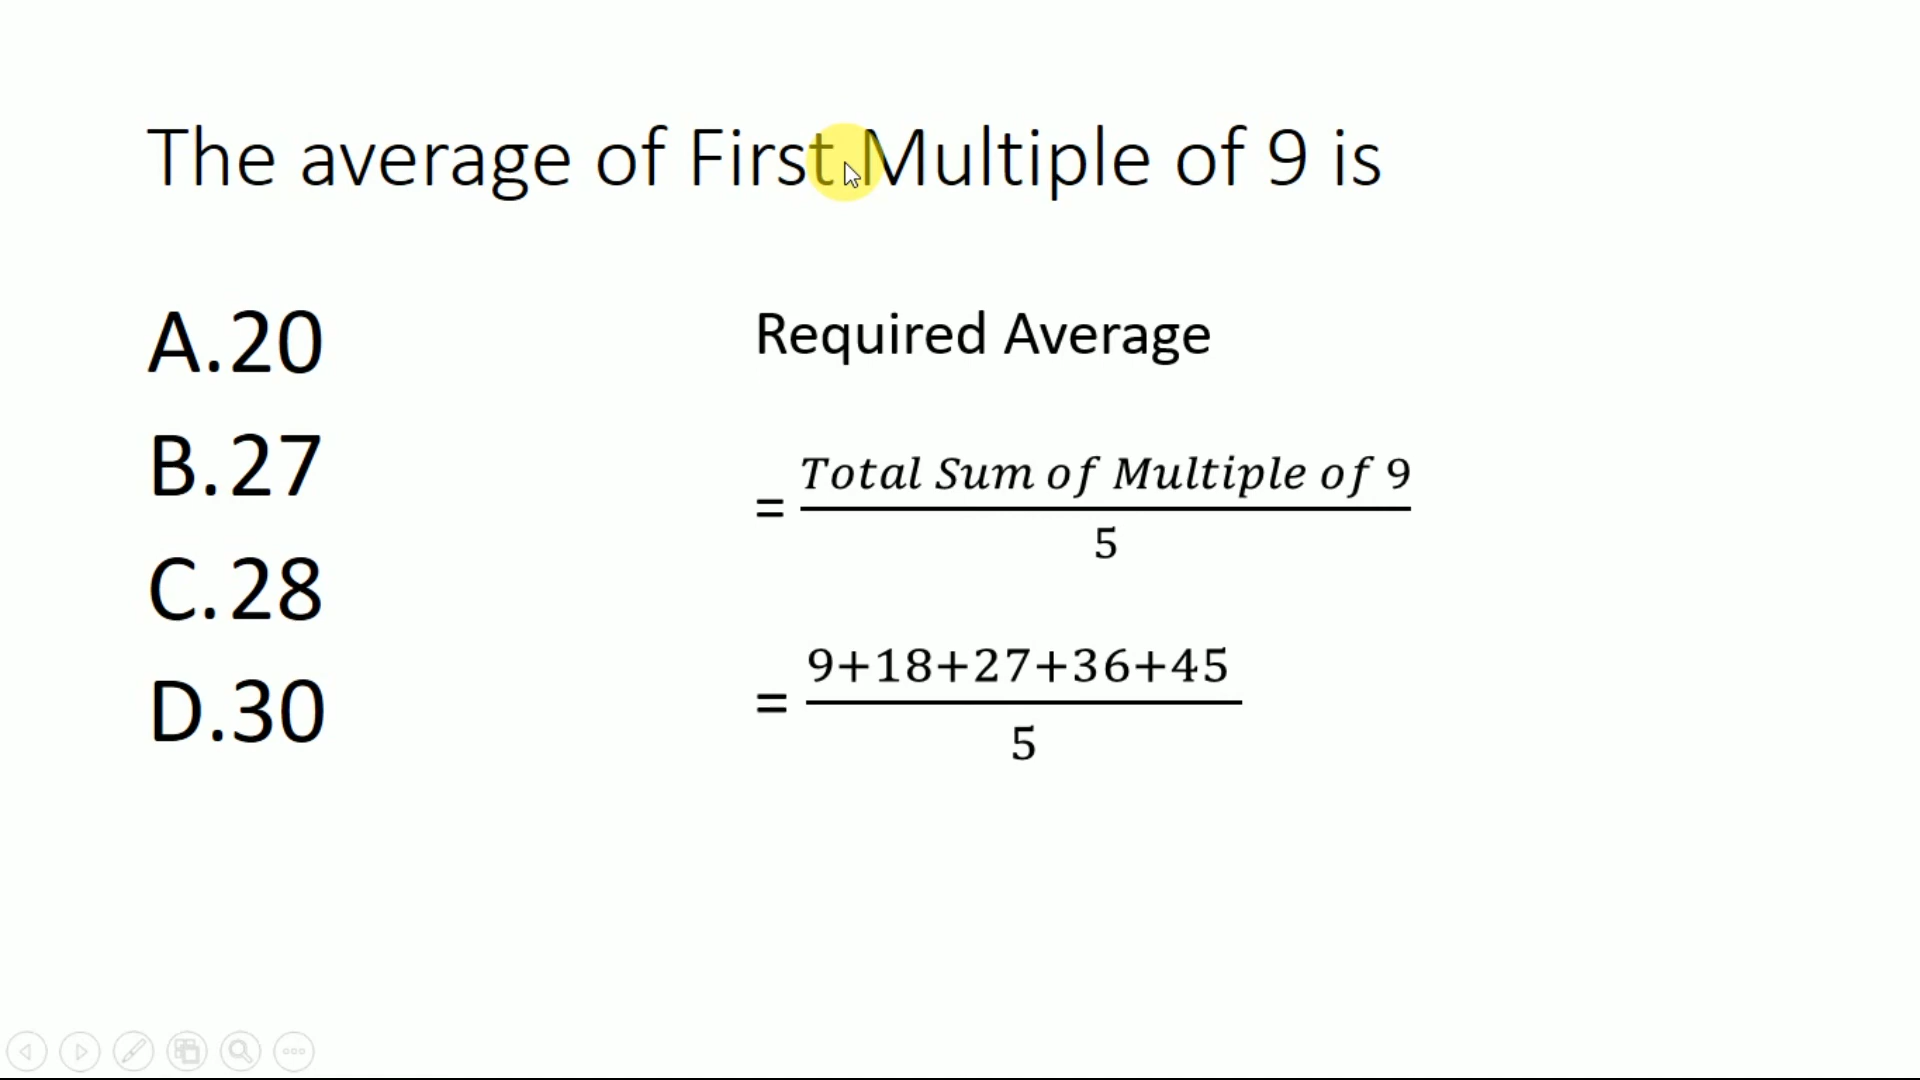 The average of First Multiple of 9 is
A.20
B.27
C.28
D.30
Required Average
= Total Sum of Multiple of 9 / 5
= 9+18+27+36+45 / 5